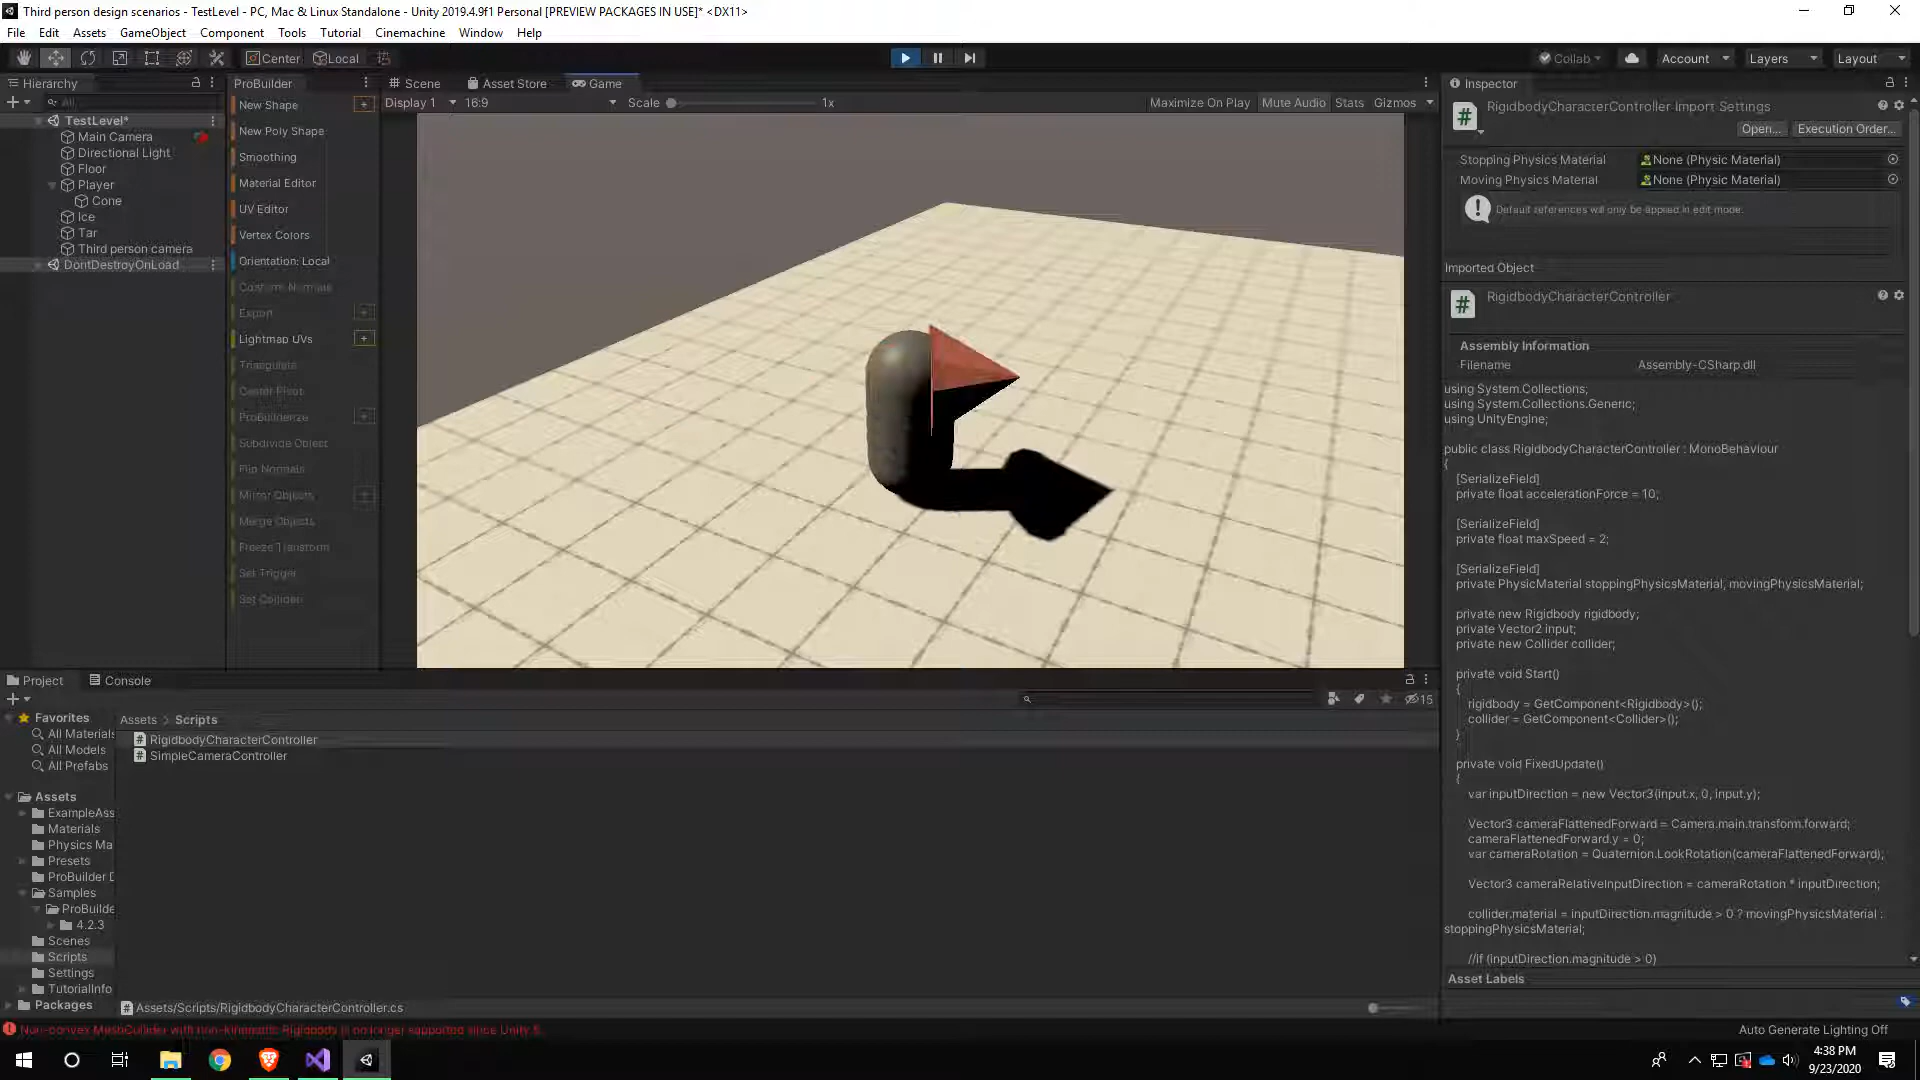 Third person design scenarios - TestLevel - PC, Mac & Linux Standalone - Unity 2019.4.9f1 Personal [PREVIEW PACKAGES IN USE]* <DX11>
File Edit Assets GameObject Component Tools Tutorial Cinemachine Window Help
Center Local
Collab Account Layers Layout
Hierarchy
All
TestLevel*
Main Camera
Directional Light
Floor
Player
Cone
Ice
Tar
Third person camera
DontDestroyOnLoad
ProBuilder
New Shape +
New Poly Shape
Smoothing
Material Editor
UV Editor
Vertex Colors
Orientation: Local
Custom Normals
Export +
Lightmap UVs +
Triangulate
Center Pivot
ProBuilderize +
Subdivide Object
Flip Normals
Mirror Objects +
Merge Objects
Freeze Transform
Set Trigger
Set Collider
Scene Asset Store Game
Display 1 16:9 Scale 1x Maximize On Play Mute Audio Stats Gizmos
Inspector
RigidbodyCharacterController Import Settings
Open... Execution Order...
Stopping Physics Material None (Physic Material)
Moving Physics Material None (Physic Material)
Default references will only be applied in edit mode.
Imported Object
RigidbodyCharacterController
Assembly Information
Filename Assembly-CSharp.dll
using System.Collections;
using System.Collections.Generic;
using UnityEngine;
public class RigidbodyCharacterController : MonoBehaviour
{
[SerializeField]
private float accelerationForce = 10;
[SerializeField]
private float maxSpeed = 2;
[SerializeField]
private PhysicMaterial stoppingPhysicsMaterial, movingPhysicsMaterial;
private new Rigidbody rigidbody;
private Vector2 input;
private new Collider collider;
private void Start()
{
rigidbody = GetComponent<Rigidbody>();
collider = GetComponent<Collider>();
}
private void FixedUpdate()
{
var inputDirection = new Vector3(input.x, 0, input.y);
Vector3 cameraFlattenedForward = Camera.main.transform.forward;
cameraFlattenedForward.y = 0;
var cameraRotation = Quaternion.LookRotation(cameraFlattenedForward);
Vector3 cameraRelativeInputDirection = cameraRotation * inputDirection;
collider.material = inputDirection.magnitude > 0 ? movingPhysicsMaterial :
stoppingPhysicsMaterial;
//if (inputDirection.magnitude > 0)
Asset Labels
Project Console
15
Favorites
All Materials
All Models
All Prefabs
Assets
ExampleAss
Materials
Physics Ma
Presets
ProBuilder D
Samples
ProBuilde
4.2.3
Scenes
Scripts
Settings
TutorialInfo
Packages
Assets > Scripts
RigidbodyCharacterController
SimpleCameraController
Assets/Scripts/RigidbodyCharacterController.cs
Non-convex MeshCollider with non-kinematic Rigidbody is no longer supported since Unity 5.
Auto Generate Lighting Off
4:38 PM
9/23/2020